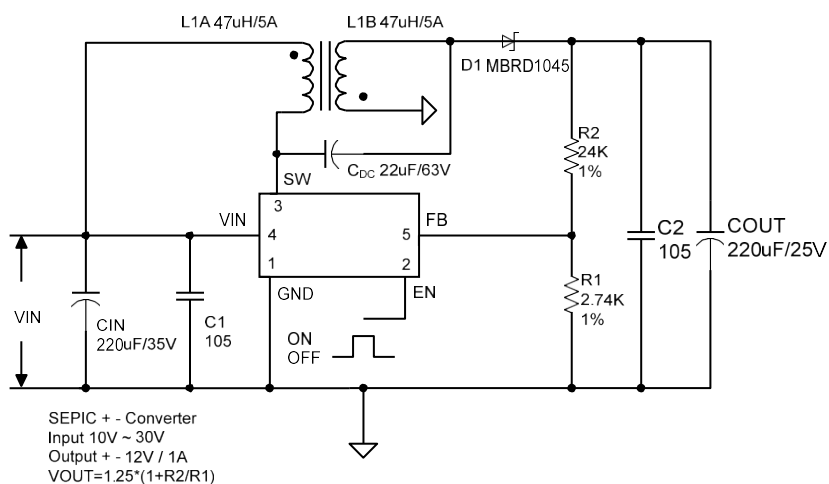 L1A 47uH/5A
L1B 47uH/5A
D1 MBRD1045
R2
24K
1%
CDC 22uF/63V
SW
3
VIN
4
5
FB
1
2
GND
EN
C2
105
COUT
220uF/25V
R1
2.74K
1%
VIN
CIN
220uF/35V
C1
105
ON
OFF
SEPIC + - Converter
Input 10V ~ 30V
Output + - 12V / 1A
VOUT=1.25*(1+R2/R1)